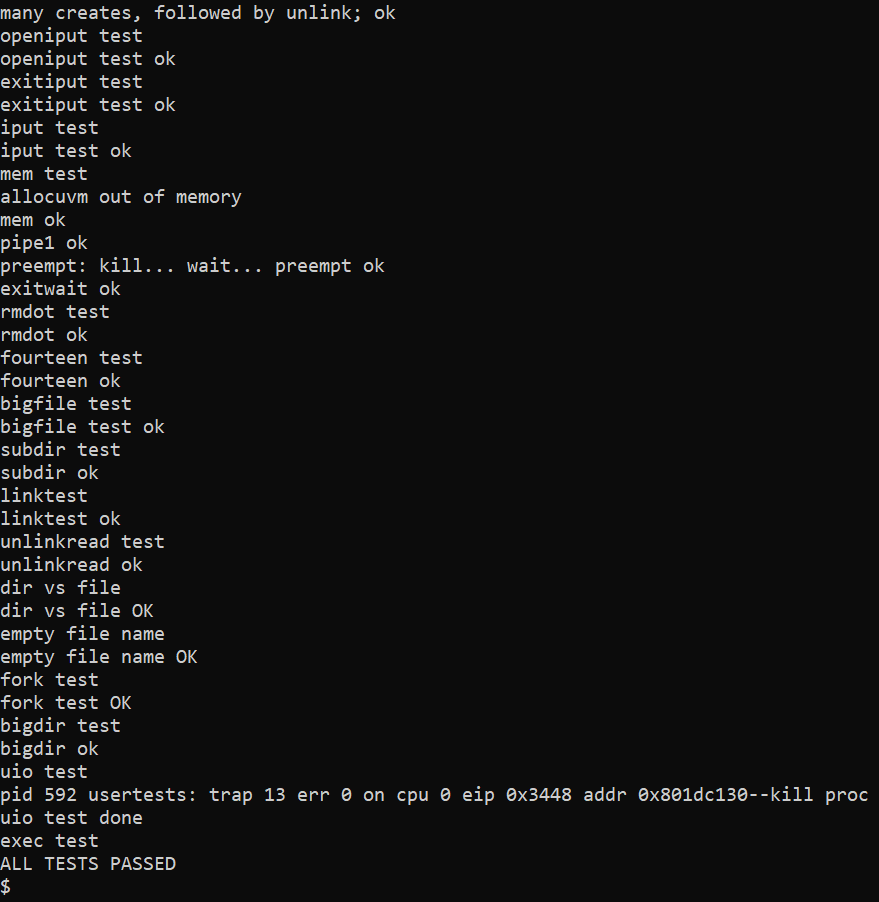 many creates, followed by unlink; ok
openiput test
openiput test ok
exitiput test
exitiput test ok
iput test
iput test ok
mem test
allocuvm out of memory
mem ok
pipe1 ok
preempt: kill... wait... preempt ok
exitwait ok
rmdot test
rmdot ok
fourteen test
fourteen ok
bigfile test
bigfile test ok
subdir test
subdir ok
linktest
linktest ok
unlinkread test
unlinkread ok
dir vs file
dir vs file OK
empty file name
empty file name OK
fork test
fork test OK
bigdir test
bigdir ok
uio test
pid 592 usertests: trap 13 err 0 on cpu 0 eip 0x3448 addr 0x801dc130--kill proc
uio test done
exec test
ALL TESTS PASSED
$